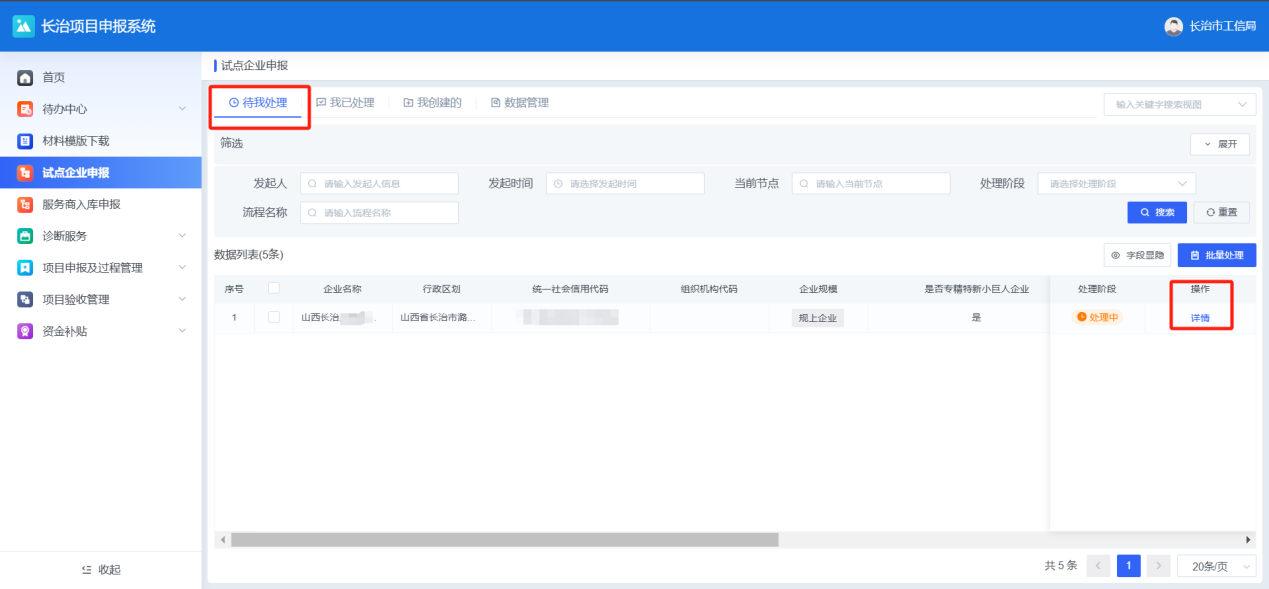 长治项目申报系统
长治市工信局
首页
待办中心
材料模版下载
试点企业申报
服务商入库申报
诊断服务
项目申报及过程管理
项目验收管理
资金补贴
收起
试点企业申报
待我处理 我已处理 我创建的 数据管理
输入关键字搜索视图
筛选
展开
发起人 请输入发起人信息 发起时间 请选择发起时间 当前节点 请输入当前节点 处理阶段 请选择处理阶段
流程名称 请输入流程名称
搜索 重置
数据列表(5条)
字段显隐 批量处理
序号 企业名称 行政区划 统一社会信用代码 组织机构代码 企业规模 是否专精特新小巨人企业 处理阶段 操作
1 山西长治 . 山西省长治市潞... 规上企业 是 处理中 详情
共 5 条 1 20条/页